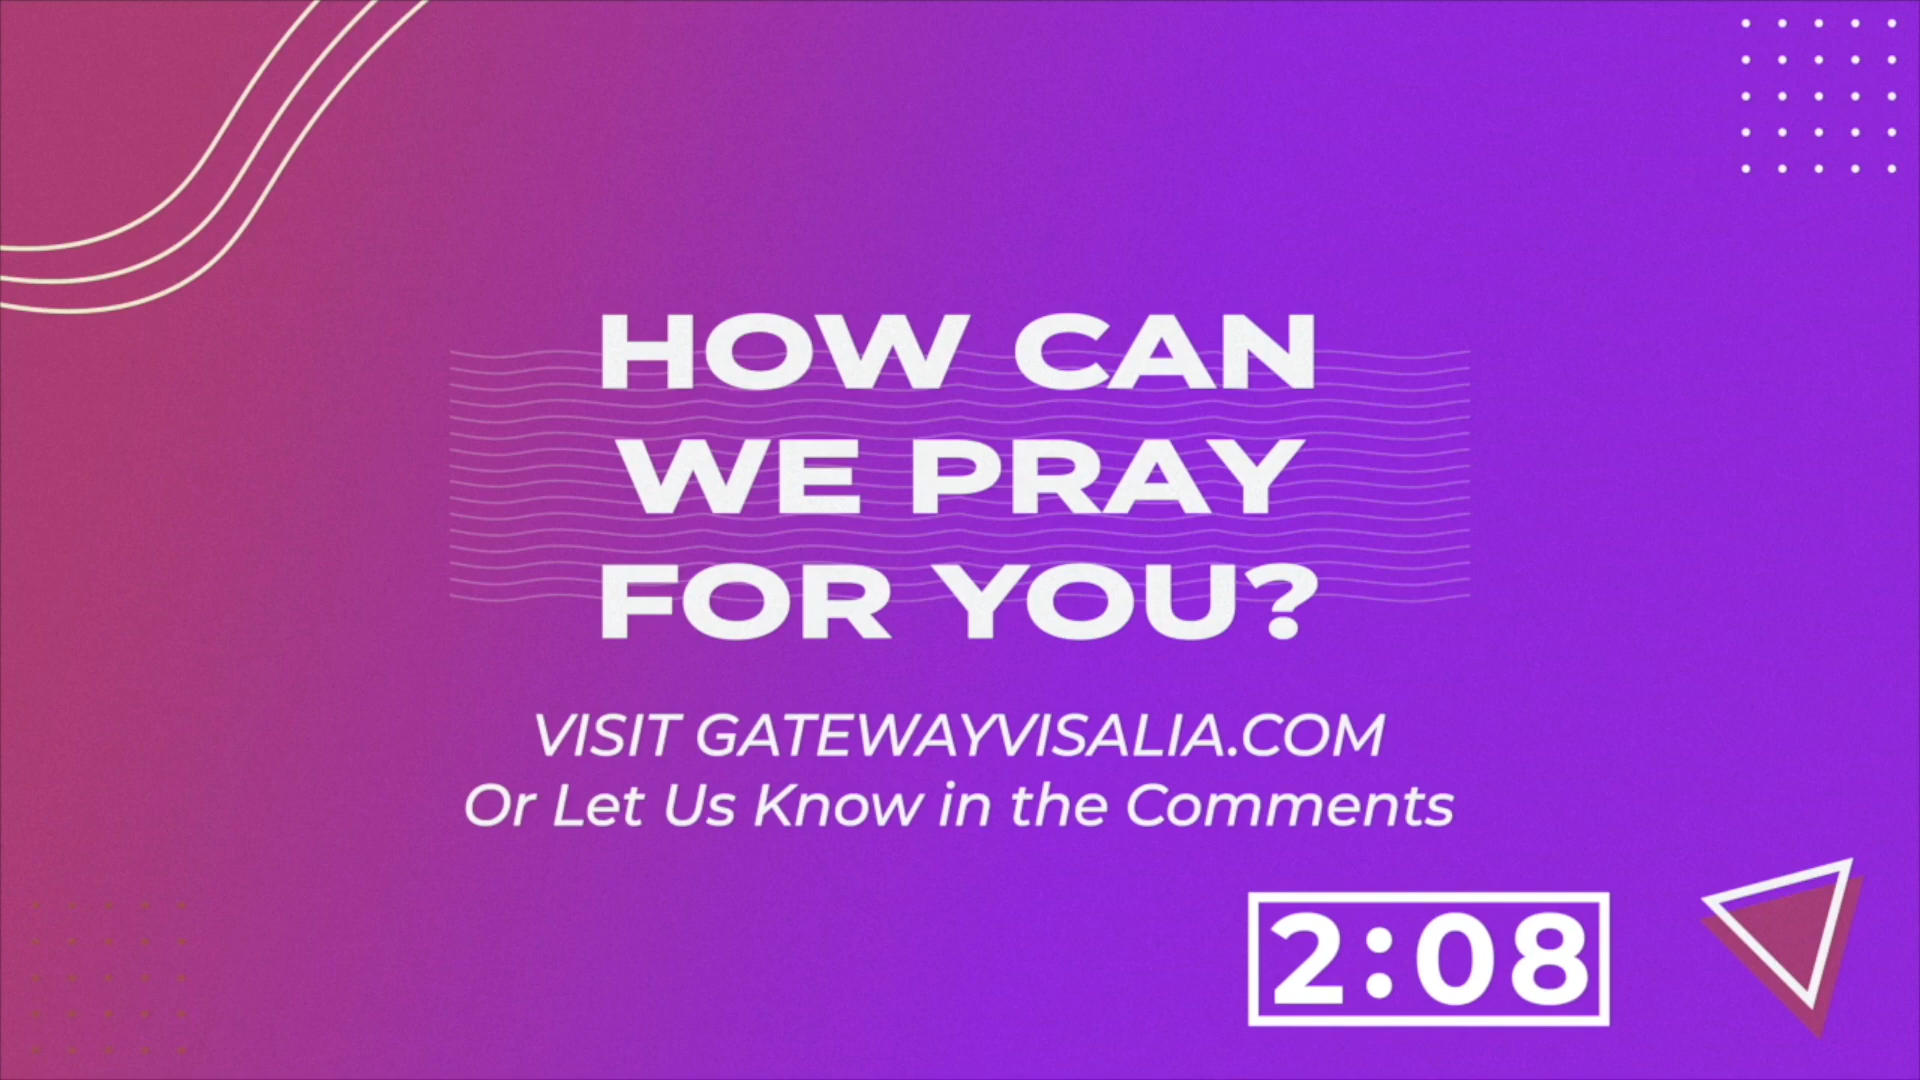 HOW CAN
WE PRAY
FOR YOU?
VISIT GATEWAYVISALIA.COM
Or Let Us Know in the Comments
2:08